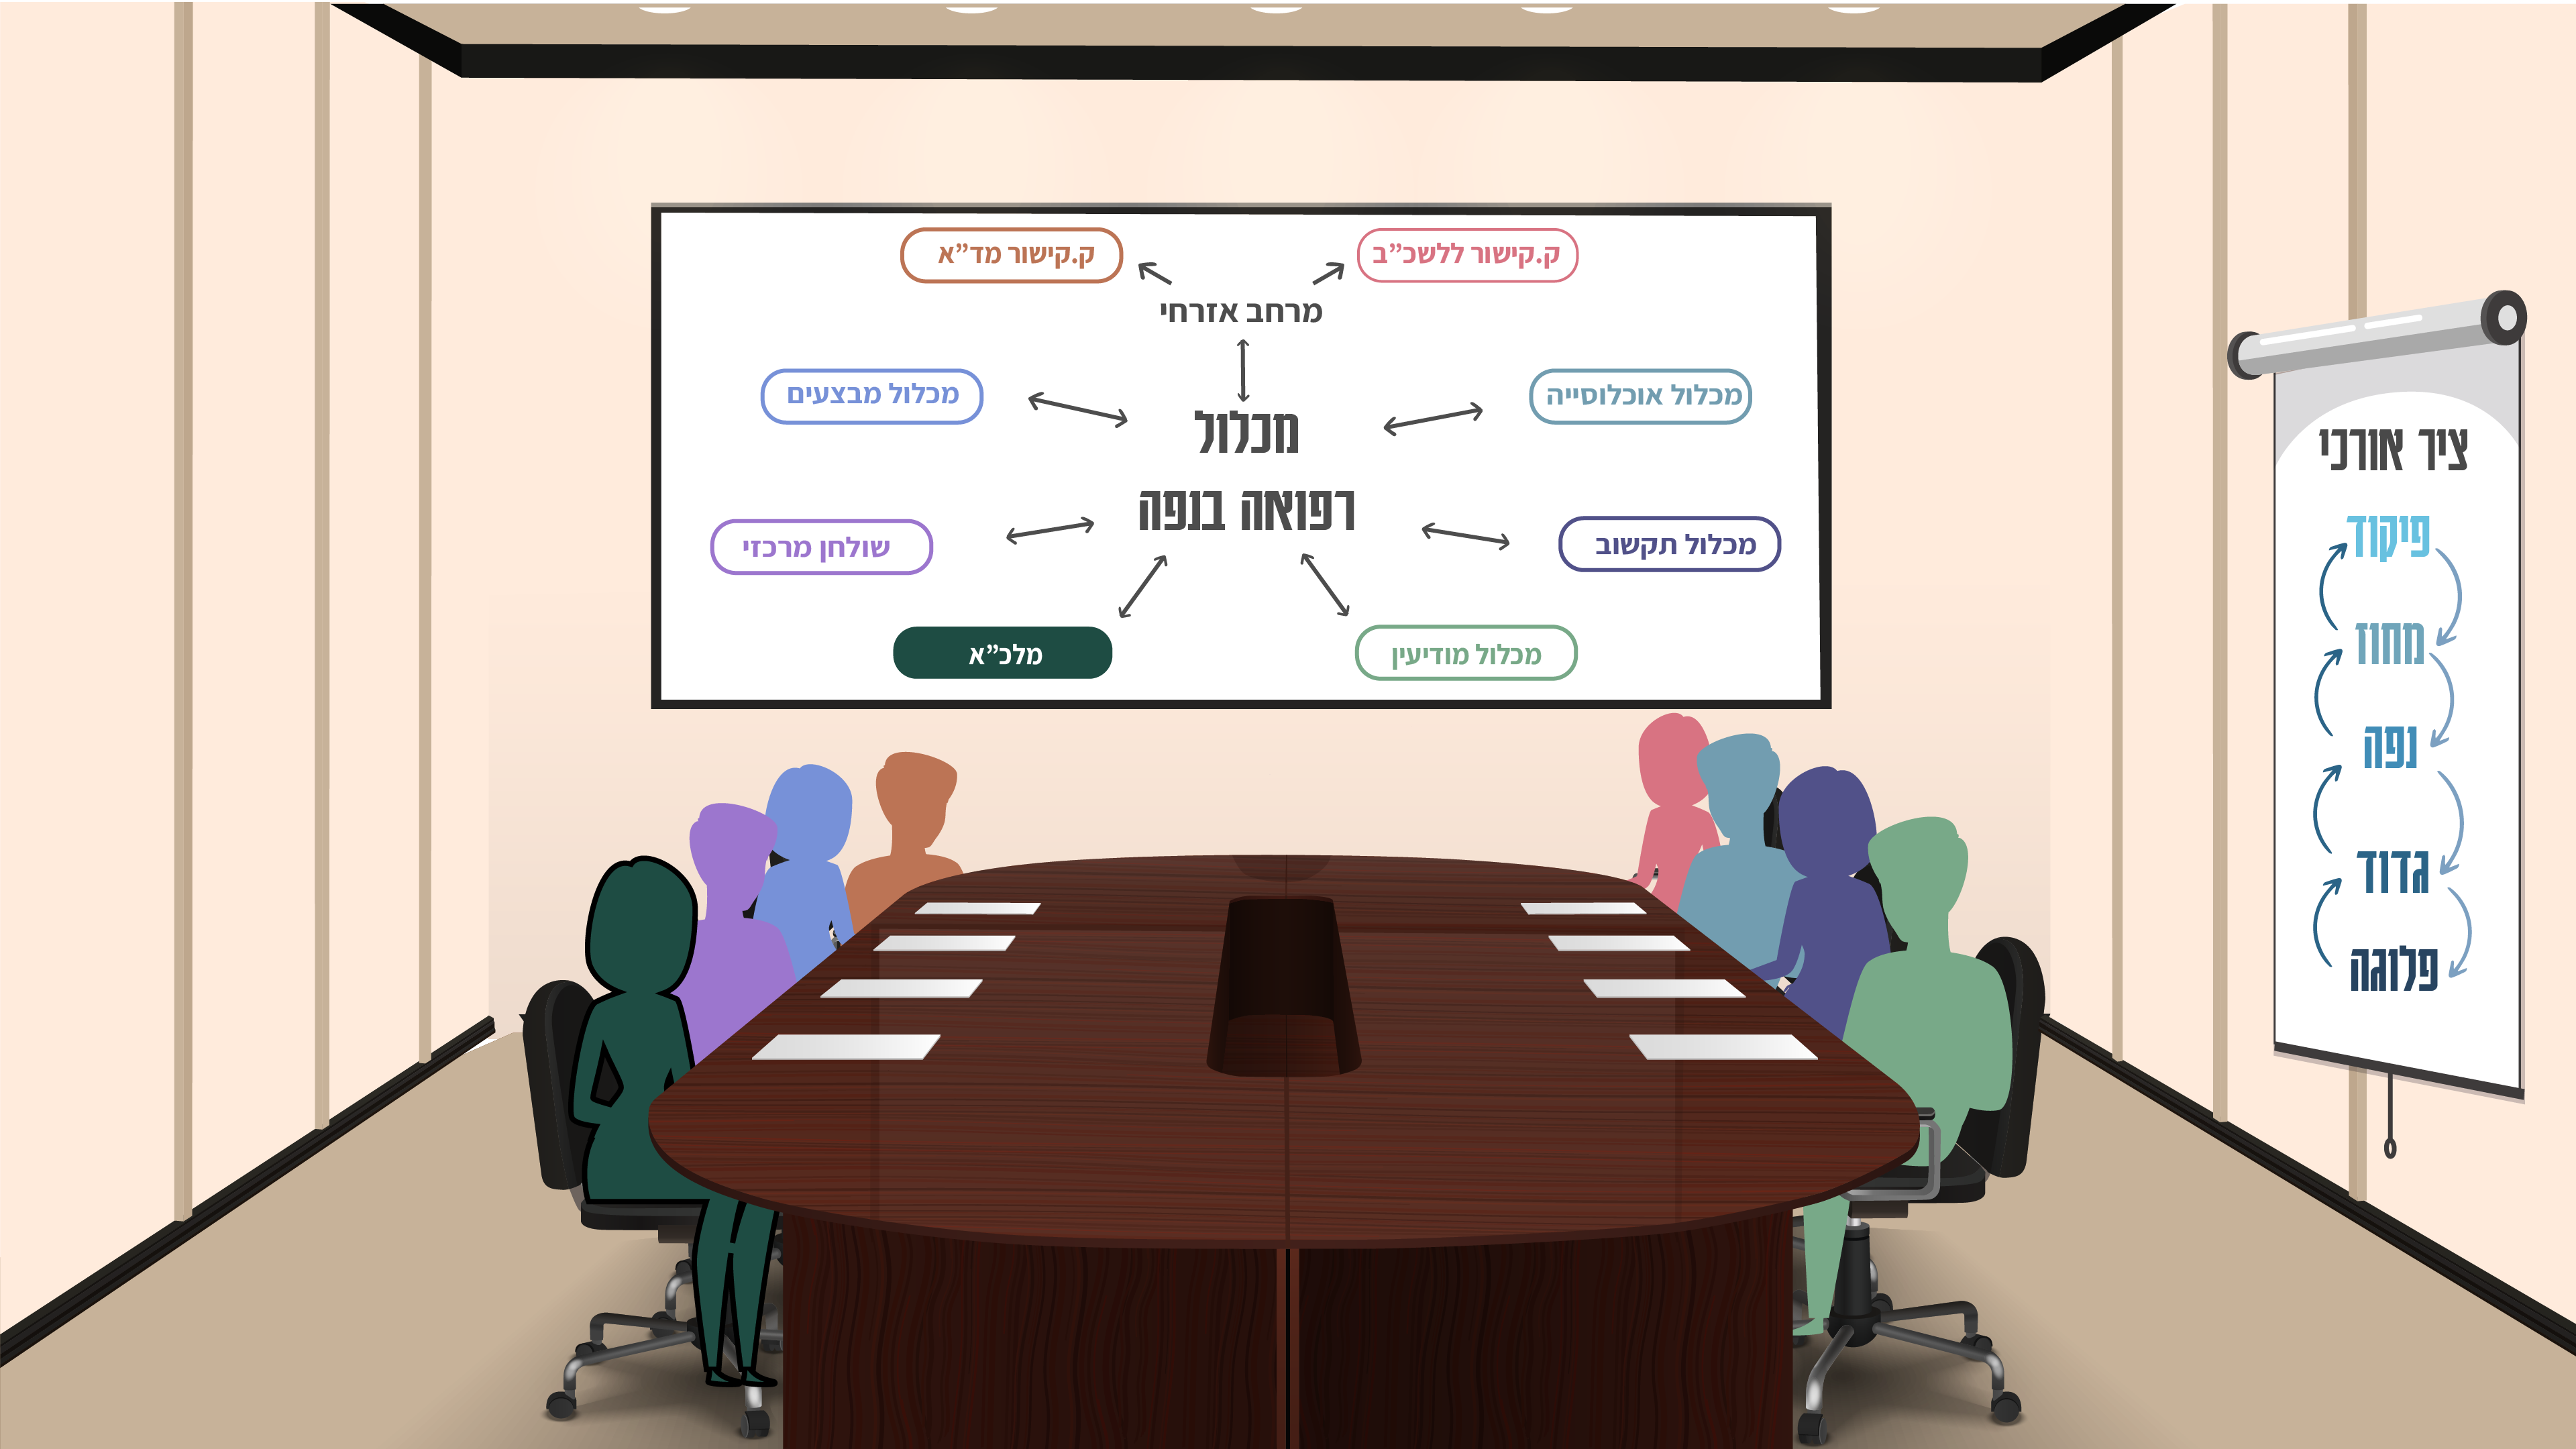 ק.קישור ללשכ"ב
ק.קישור מד"א
מרחב אזרחי
מכלול אוכלוסייה
מכלול מבצעים
מכלול
רפואה בנפה
מכלול תקשוב
שולחן מרכזי
מכלול מודיעין
מלכ"א
ציר אורכי
פיקוד
מחוז
נפה
גדוד
פלוגה